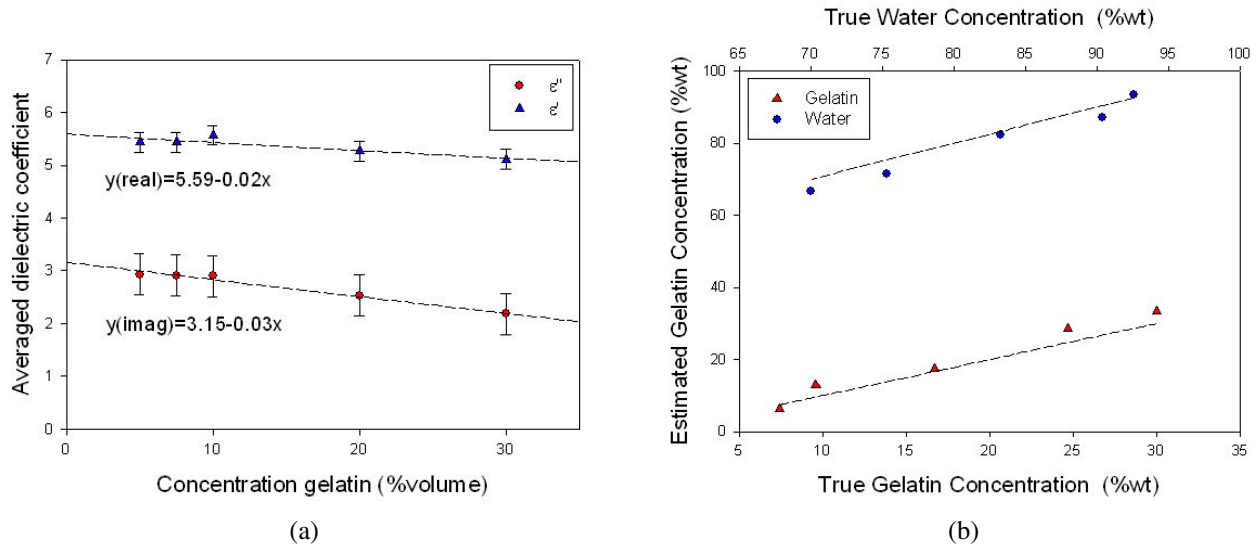 7
6
5
4
3
2
1
0
Averaged dielectric coefficient
ε''
ε'
y(real)=5.59-0.02x
y(imag)=3.15-0.03x
0 10 20 30
Concentration gelatin (%volume)
(a)
True Water Concentration (%wt)
65 70 75 80 85 90 95 100
100
80
60
40
20
0
Estimated Gelatin Concentration (%wt)
Gelatin
Water
5 10 15 20 25 30 35
True Gelatin Concentration (%wt)
(b)